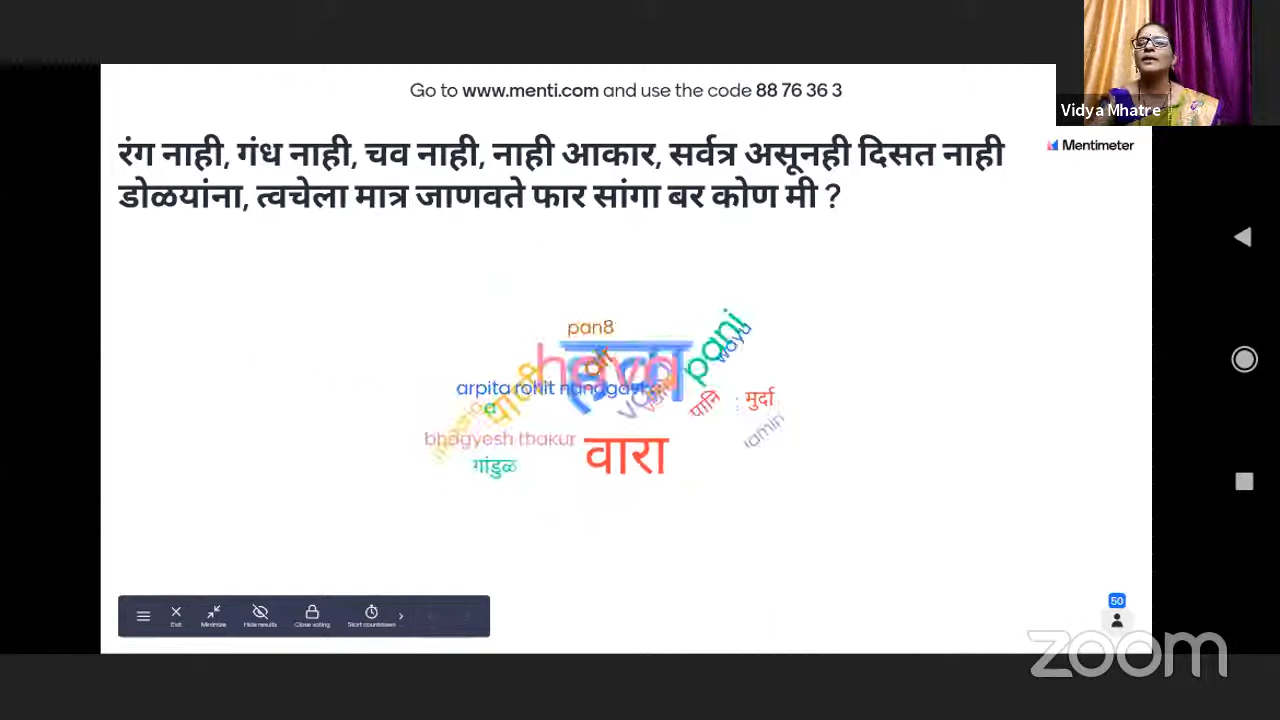 Go to www.menti.com and use the code 88 76 36 3
Vidya Mhatre
Mentimeter
रंग नाही, गंध नाही, चव नाही, नाही आकार, सर्वत्र असूनही दिसत नाही
डोळयांना, त्वचेला मात्र जाणवते फार सांगा बर कोण मी ?
pan8
pani
हवा
hava
पाणी
arpita rohit
पानि
मुर्दा
bhagyesh thakur
वारा
गांडुळ
Exit
Minimize
Hide results
Close voting
Start countdown
50
zoom